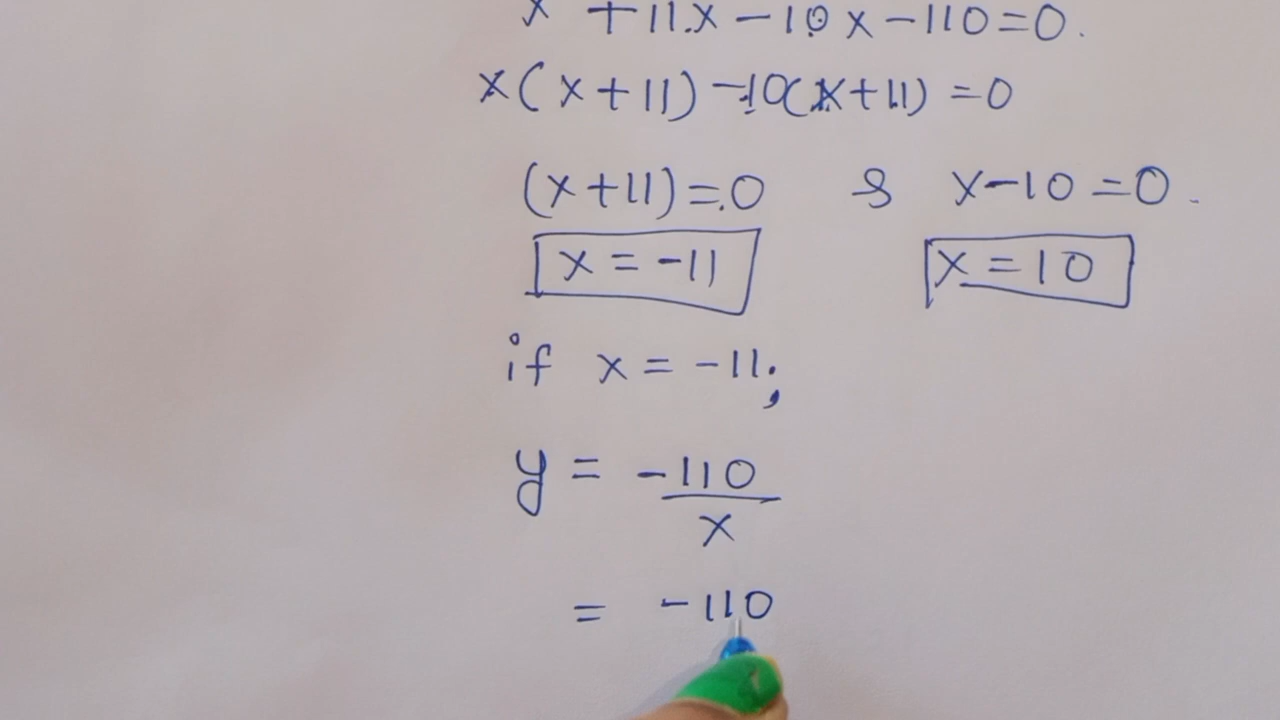 x +11x - 10x - 110 = 0.
x(x+11) - 10(x+11) = 0
(x+11) = 0 & x - 10 = 0.
x = -11 x = 10
if x = -11;
y = -110
x
= -110